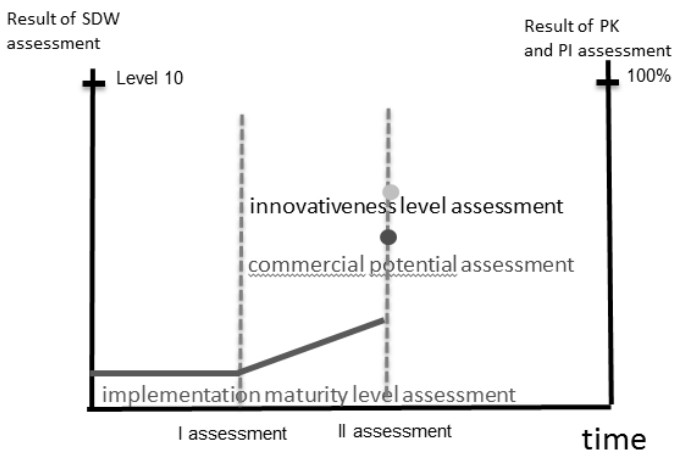 Result of SDW
assessment
Result of PK
and PI assessment
Level 10
100%
innovativeness level assessment
commercial potential assessment
implementation maturity level assessment
I assessment
II assessment
time